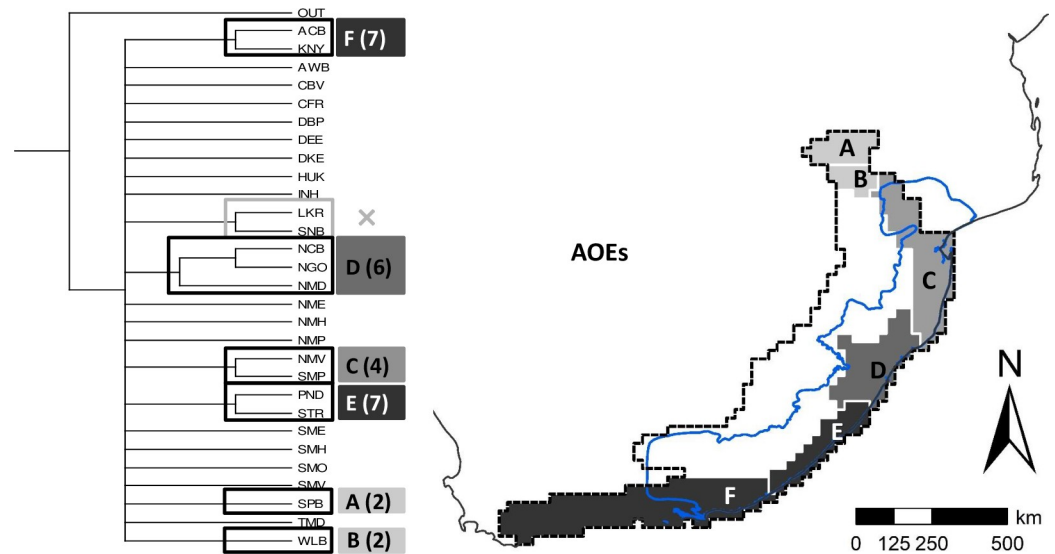 OUT
ACB
KNY
F (7)
AWB
CBV
CFR
DBP
DEE
DKE
HUK
INH
LKR
SNB
×
NCB
NGO
NMD
D (6)
NME
NMH
NMP
NMV
SMP
C (4)
PND
STR
E (7)
SME
SMH
SMO
SMV
SPB
A (2)
TMD
WLB
B (2)
AOEs
A
B
C
D
E
F
N
km
0 125 250 500